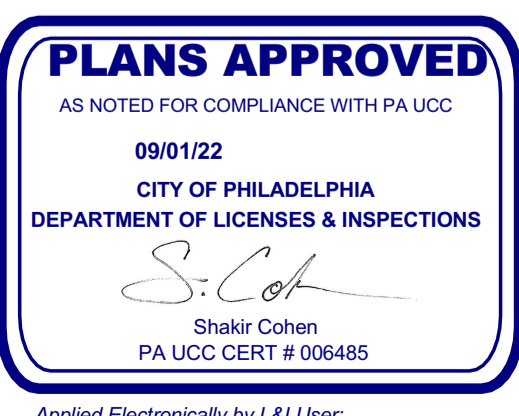 PLANS APPROVED
AS NOTED FOR COMPLIANCE WITH PA UCC
09/01/22
CITY OF PHILADELPHIA
DEPARTMENT OF LICENSES & INSPECTIONS
S. Coh
Shakir Cohen
PA UCC CERT # 006485
Applied Electronically by L&I User: